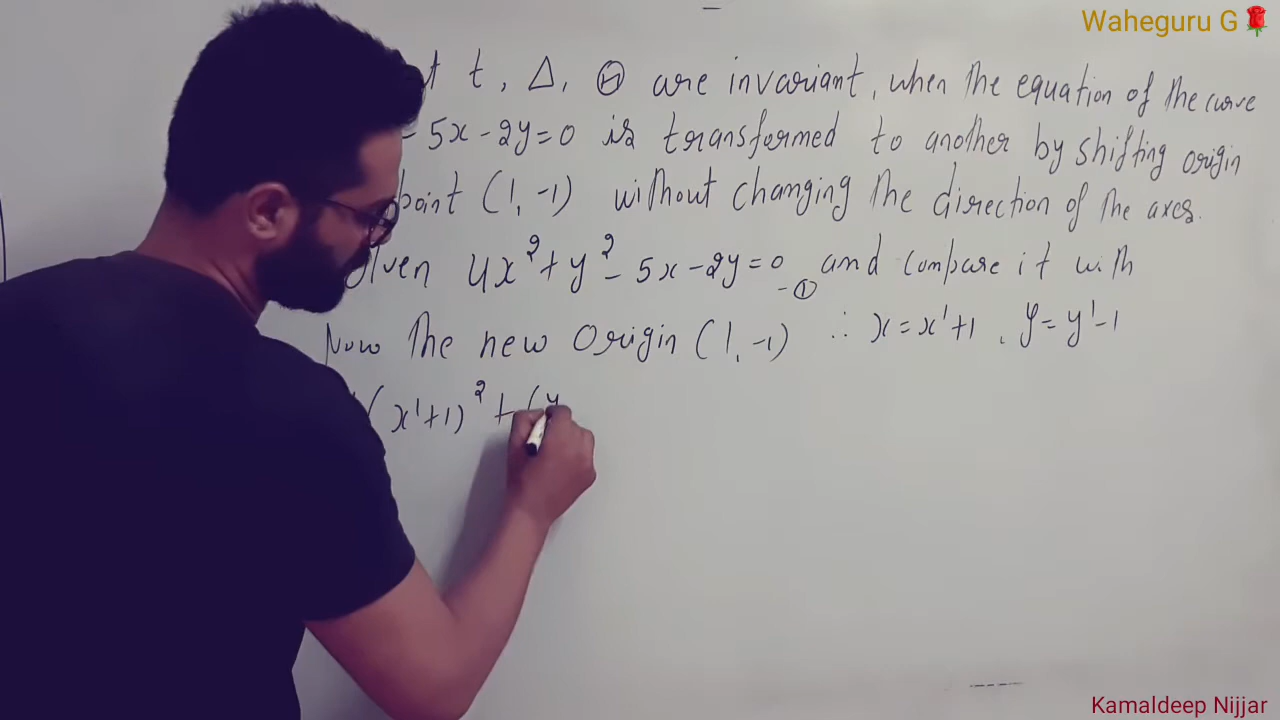 Waheguru G🌹
t, Δ, Ⓗ are invariant, when the equation of the curve
- 5x - 2y = 0 is transformed to another by shifting origin
point (1, -1) without changing the direction of the axes.
Given 4x² + y² - 5x - 2y = 0 -① and compare it with
Now the new origin (1, -1) ∴ x = x' + 1, y = y' - 1
(x' + 1)² + (y
Kamaldeep Nijjar